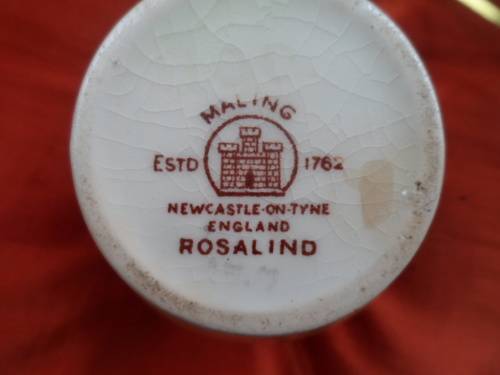 MALING
ESTD 1762
NEWCASTLE-ON-TYNE
ENGLAND
ROSALIND